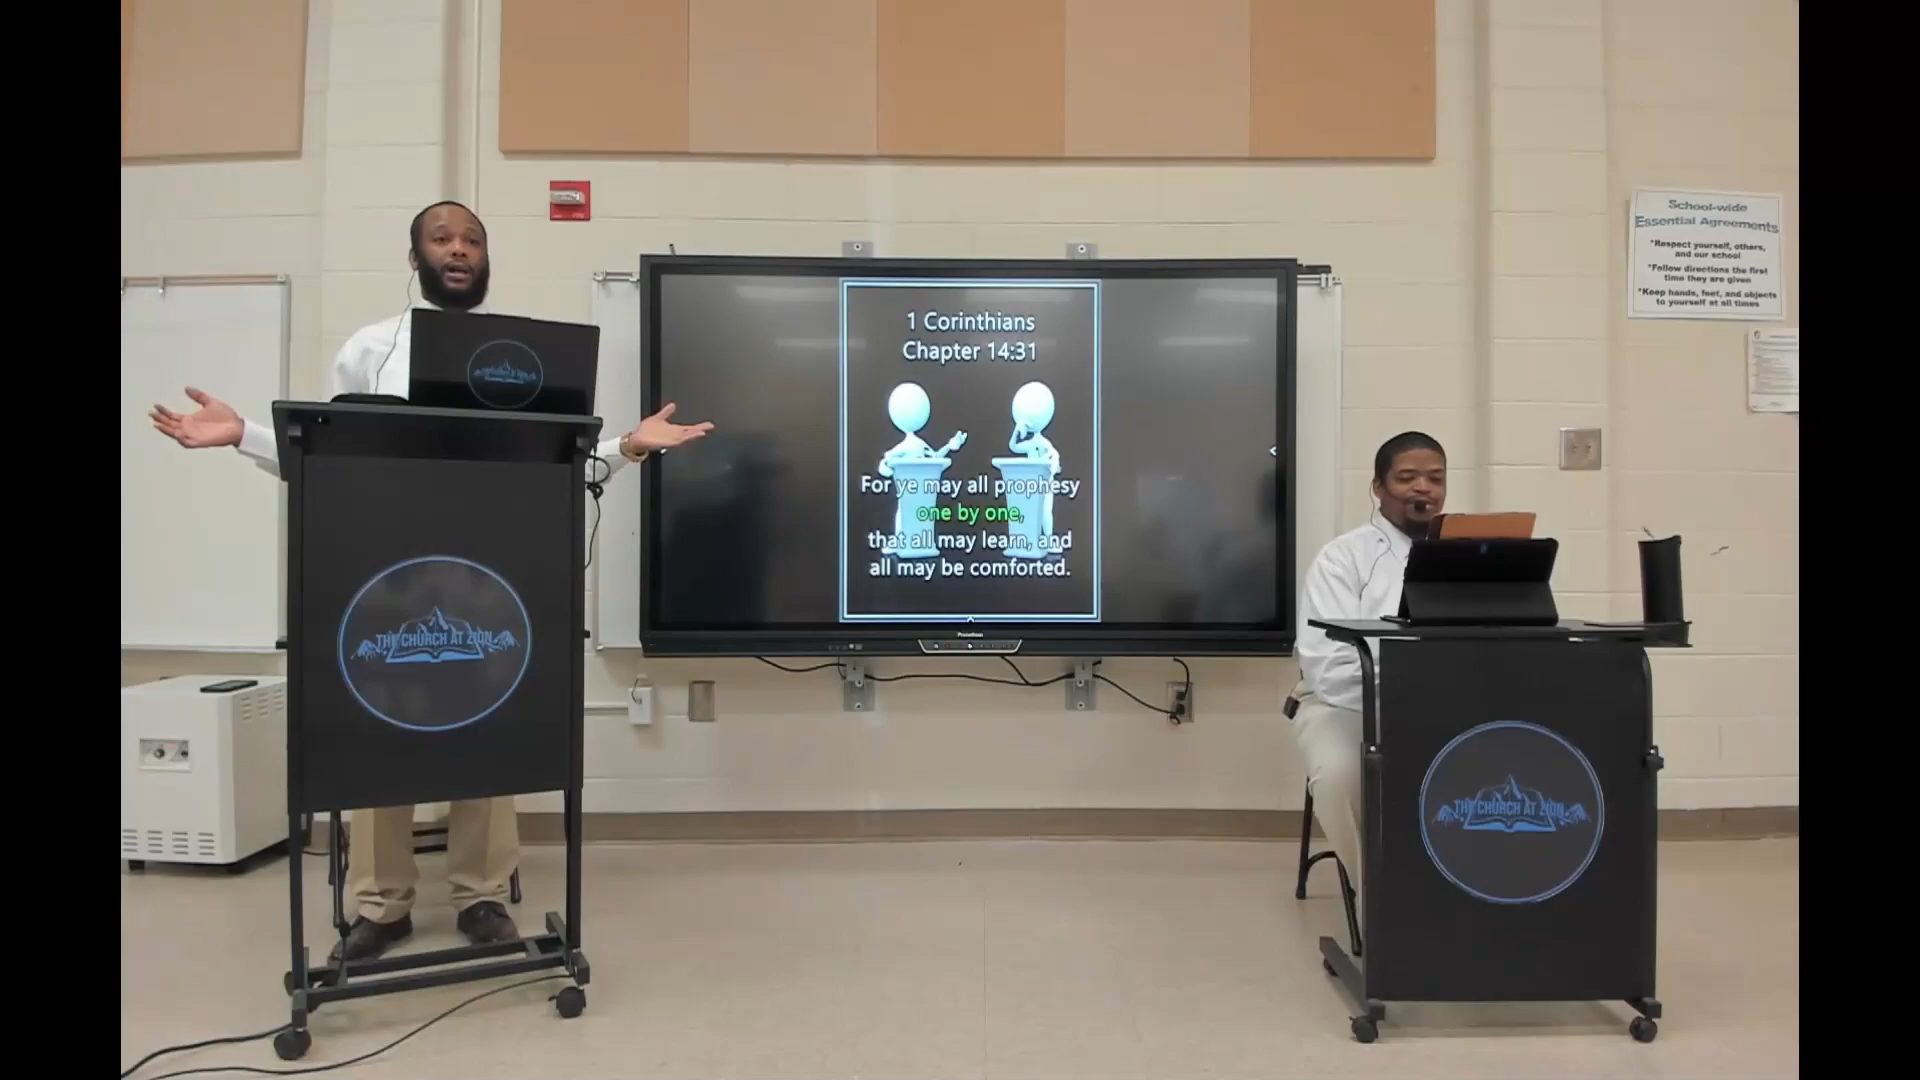 School-wide
Essential Agreements
*Respect yourself, others,
and our school
*Follow directions the first
time they are given
*Keep hands, feet, and objects
to yourself at all times
1 Corinthians
Chapter 14:31
For ye may all prophesy
one by one,
that all may learn, and
all may be comforted.
Promethean
THE CHURCH AT ZION
THE CHURCH AT ZION